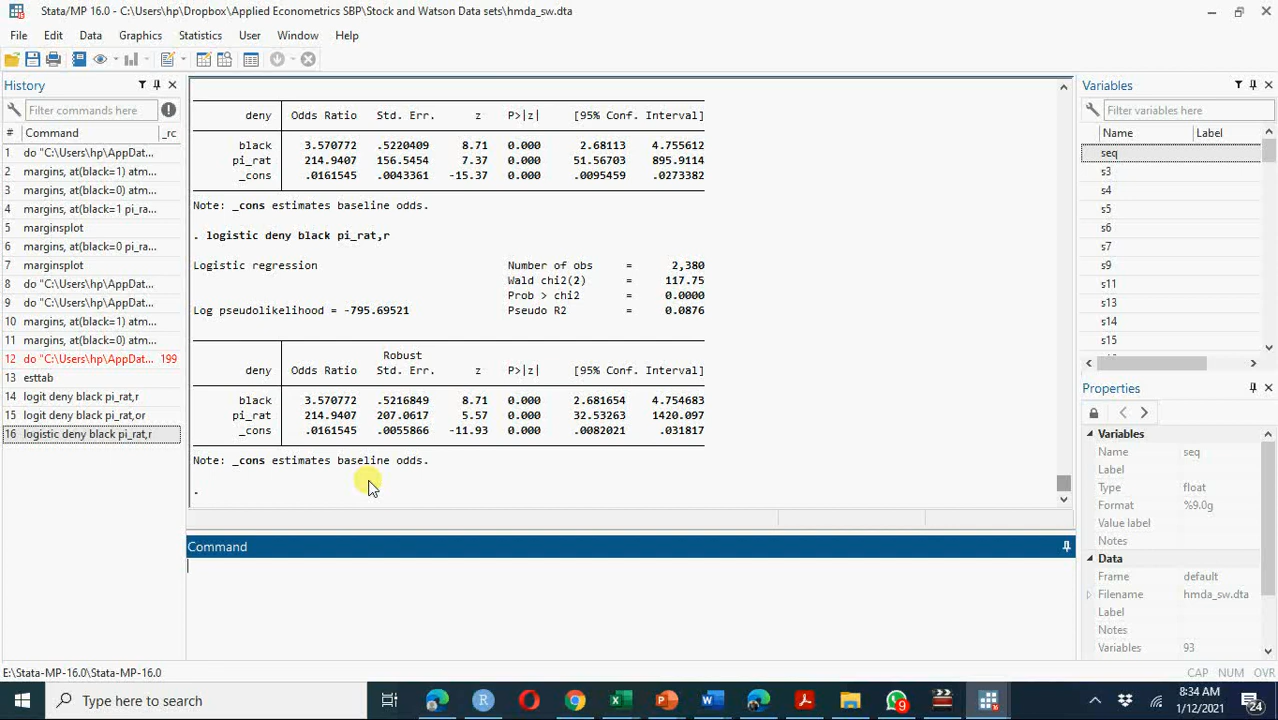 Stata/MP 16.0 - C:\Users\hp\Dropbox\Applied Econometrics SBP\Stock and Watson Data sets\hmda_sw.dta
File Edit Data Graphics Statistics User Window Help
History
Filter commands here
# Command _rc
1 do "C:\Users\hp\AppDat...
2 margins, at(black=1) atm...
3 margins, at(black=0) atm...
4 margins, at(black=1 pi_ra...
5 marginsplot
6 margins, at(black=0 pi_ra...
7 marginsplot
8 do "C:\Users\hp\AppDat...
9 do "C:\Users\hp\AppDat...
10 margins, at(black=1) atm...
11 margins, at(black=0) atm...
12 do "C:\Users\hp\AppDat... 199
13 esttab
14 logit deny black pi_rat,r
15 logit deny black pi_rat,or
16 logistic deny black pi_rat,r
deny Odds Ratio Std. Err. z P>|z| [95% Conf. Interval]
black 3.570772 .5220409 8.71 0.000 2.68113 4.755612
pi_rat 214.9407 156.5454 7.37 0.000 51.56703 895.9114
_cons .0161545 .0043361 -15.37 0.000 .0095459 .0273382
Note: _cons estimates baseline odds.
. logistic deny black pi_rat,r
Logistic regression Number of obs = 2,380
Wald chi2(2) = 117.75
Prob > chi2 = 0.0000
Log pseudolikelihood = -795.69521 Pseudo R2 = 0.0876
Robust
deny Odds Ratio Std. Err. z P>|z| [95% Conf. Interval]
black 3.570772 .5216849 8.71 0.000 2.681654 4.754683
pi_rat 214.9407 207.0617 5.57 0.000 32.53263 1420.097
_cons .0161545 .0055866 -11.93 0.000 .0082021 .031817
Note: _cons estimates baseline odds.
.
Command
Variables
Filter variables here
Name Label
seq
s3
s4
s5
s6
s7
s9
s11
s13
s14
s15
Properties
Variables
Name seq
Label
Type float
Format %9.0g
Value label
Notes
Data
Frame default
Filename hmda_sw.dta
Label
Notes
Variables 93
E:\Stata-MP-16.0\Stata-MP-16.0
CAP NUM OVR
Type here to search
9
8:34 AM
1/12/2021
24